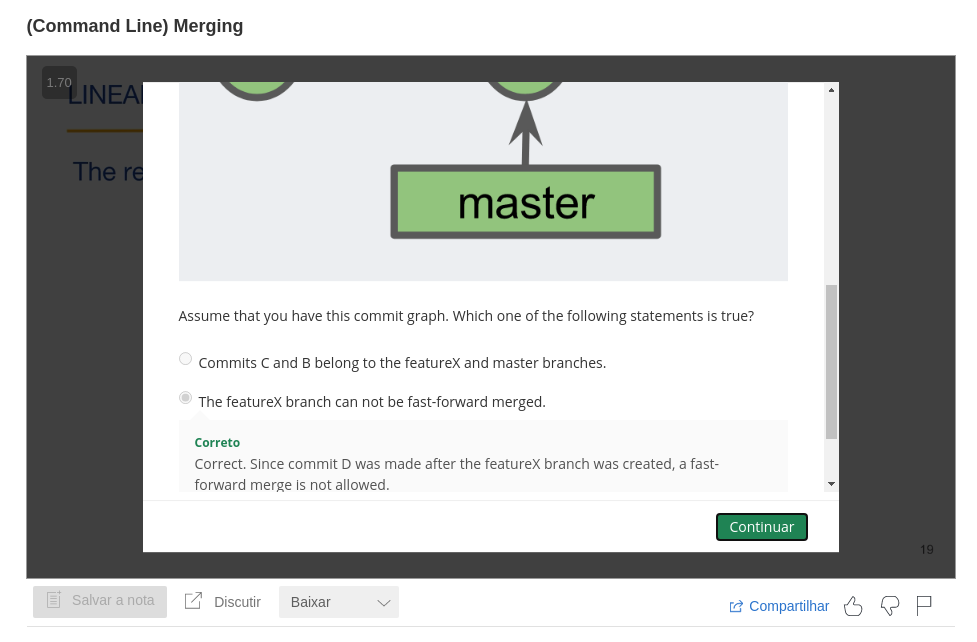 (Command Line) Merging
1.70
LINEA
The re
master
Assume that you have this commit graph. Which one of the following statements is true?
Commits C and B belong to the featureX and master branches.
The featureX branch can not be fast-forward merged.
Correto
Correct. Since commit D was made after the featureX branch was created, a fast-
forward merge is not allowed.
Continuar
19
Salvar a nota
Discutir
Baixar
Compartilhar